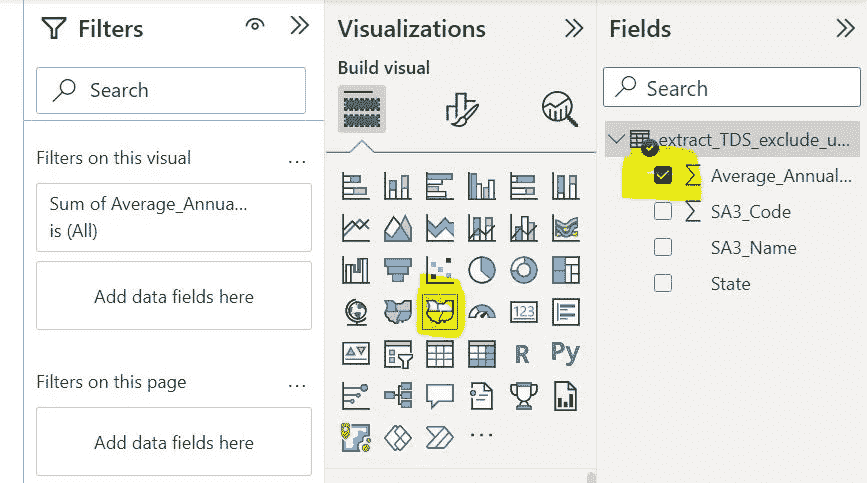 Filters
Search
Filters on this visual
...
Sum of Average_Annua...
is (All)
Add data fields here
Filters on this page
...
Add data fields here
Visualizations
Build visual
123
R
Py
...
Fields
Search
extract_TDS_exclude_u...
Average_Annual...
SA3_Code
SA3_Name
State